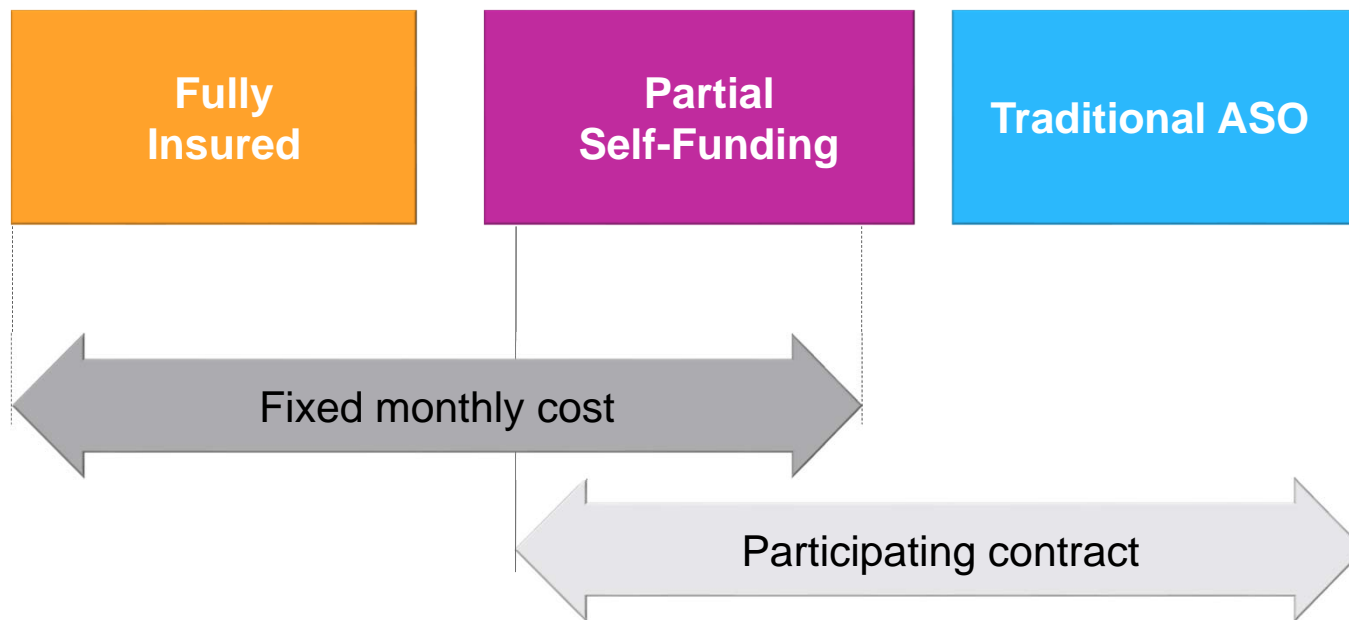 Fully
Insured
Partial
Self-Funding
Traditional ASO
Fixed monthly cost
Participating contract